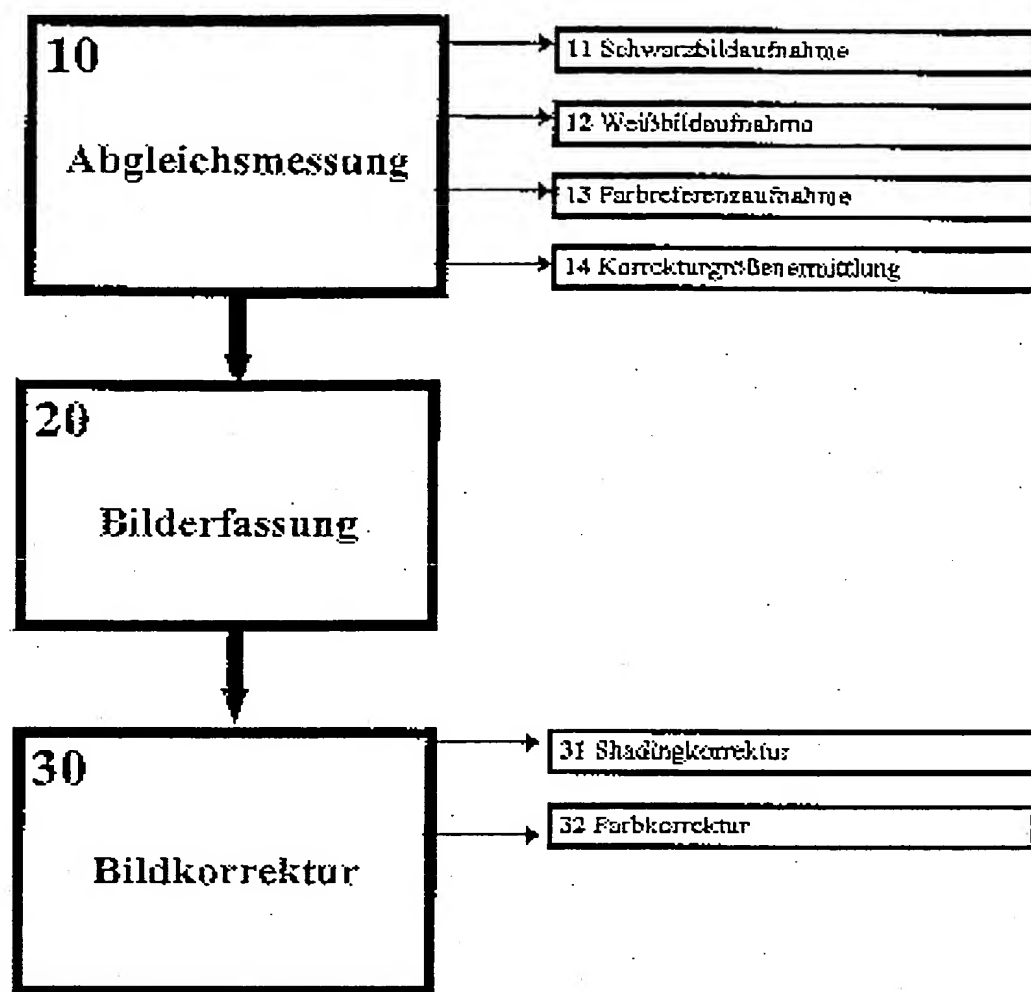 10
Abgleichsmessung
11 Schwarzbildaufnahme
12 Weißbildaufnahme
13 Farbreferenzaufnahme
14 Korrekturgrößenermittlung
20
Bilderfassung
30
Bildkorrektur
31 Shadingkorrektur
32 Farbkorrektur